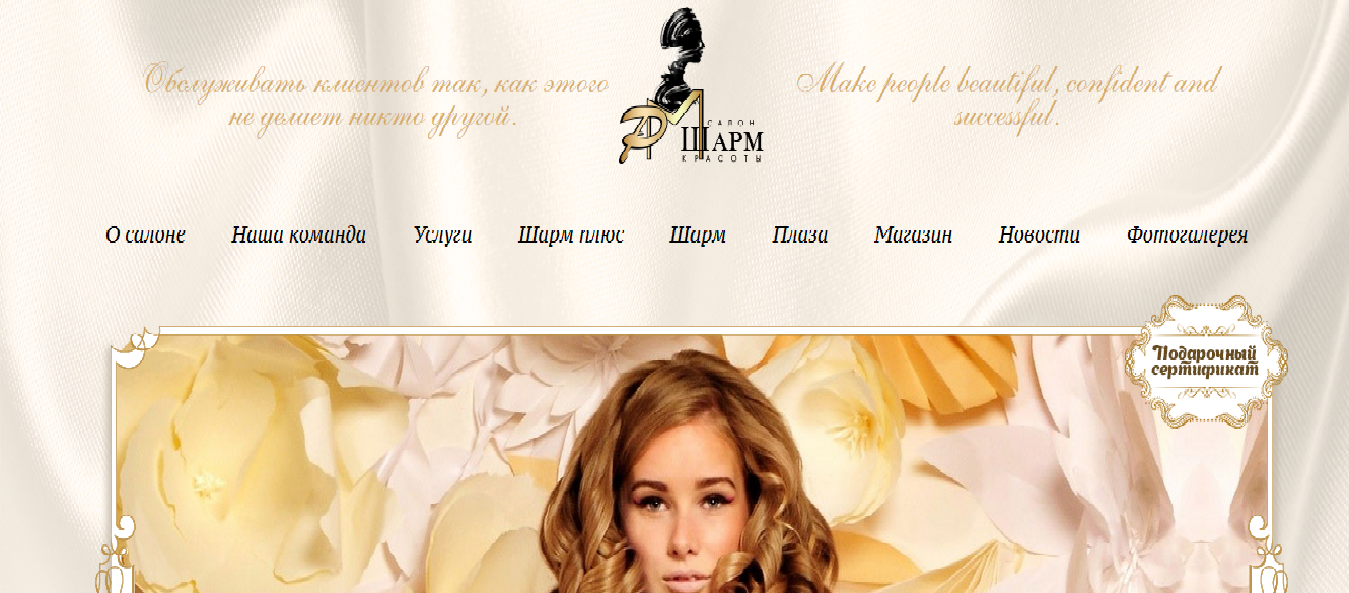 Обслуживать клиентов так, как этого
не делает никто другой.
САЛОН
ШАРМ
КРАСОТЫ
Make people beautiful, confident and
successful.
О салоне Наша команда Услуги Шарм плюс Шарм Плаза Магазин Новости Фотогалерея
Подарочный
сертификат